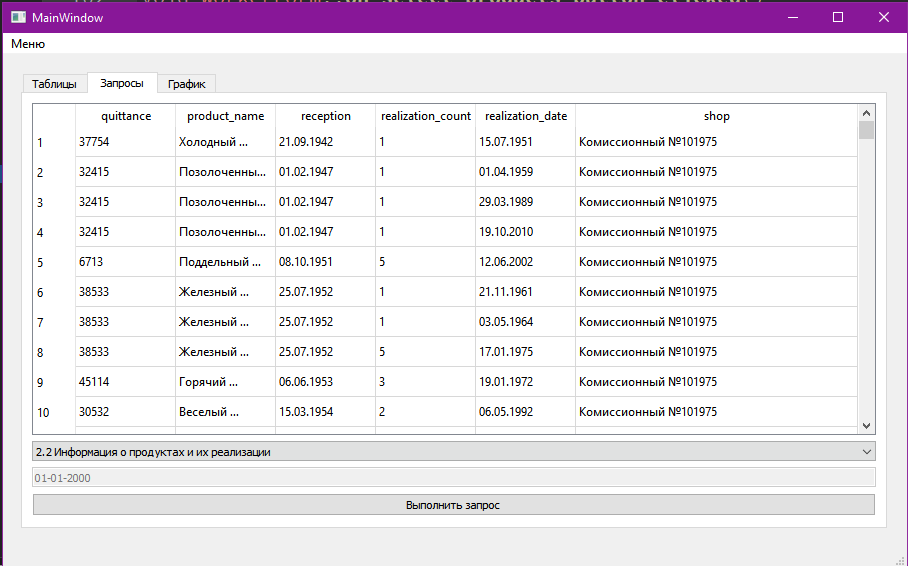 MainWindow
Меню
Таблицы Запросы График
quittance product_name reception realization_count realization_date shop
1 37754 Холодный ... 21.09.1942 1 15.07.1951 Комиссионный №101975
2 32415 Позолоченны... 01.02.1947 1 01.04.1959 Комиссионный №101975
3 32415 Позолоченны... 01.02.1947 1 29.03.1989 Комиссионный №101975
4 32415 Позолоченны... 01.02.1947 1 19.10.2010 Комиссионный №101975
5 6713 Поддельный ... 08.10.1951 5 12.06.2002 Комиссионный №101975
6 38533 Железный ... 25.07.1952 1 21.11.1961 Комиссионный №101975
7 38533 Железный ... 25.07.1952 1 03.05.1964 Комиссионный №101975
8 38533 Железный ... 25.07.1952 5 17.01.1975 Комиссионный №101975
9 45114 Горячий ... 06.06.1953 3 19.01.1972 Комиссионный №101975
10 30532 Веселый ... 15.03.1954 2 06.05.1992 Комиссионный №101975
2.2 Информация о продуктах и их реализации
01-01-2000
Выполнить запрос